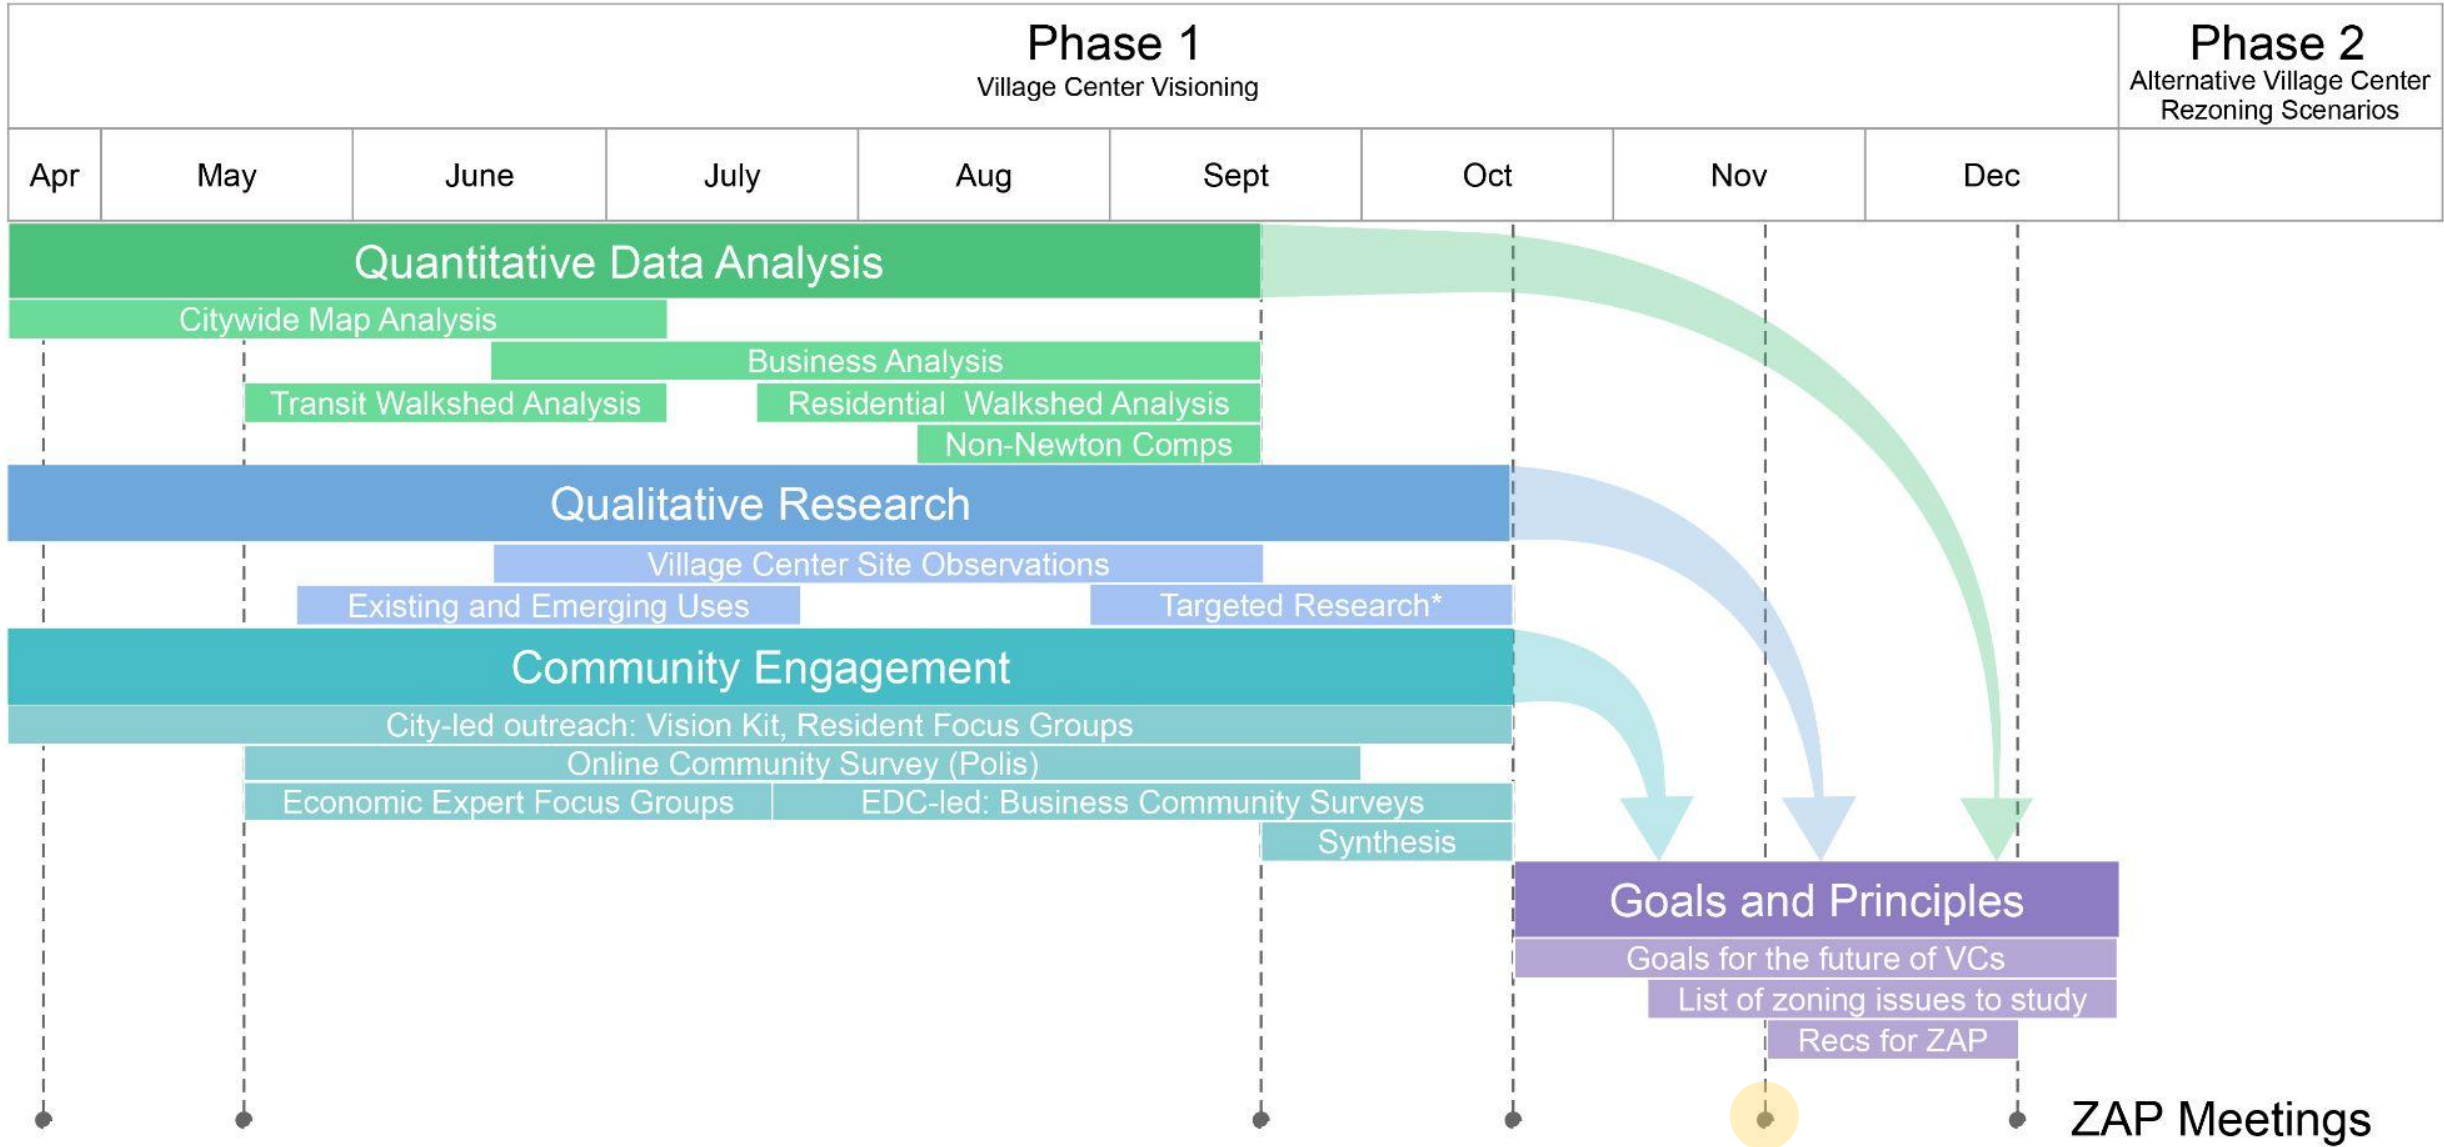 Phase 1
Village Center Visioning
Phase 2
Alternative Village Center
Rezoning Scenarios
Apr
May
June
July
Aug
Sept
Oct
Nov
Dec
Quantitative Data Analysis
Citywide Map Analysis
Business Analysis
Transit Walkshed Analysis
Residential Walkshed Analysis
Non-Newton Comps
Qualitative Research
Village Center Site Observations
Existing and Emerging Uses
Targeted Research*
Community Engagement
City-led outreach: Vision Kit, Resident Focus Groups
Online Community Survey (Polis)
Economic Expert Focus Groups
EDC-led: Business Community Surveys
Synthesis
Goals and Principles
Goals for the future of VCs
List of zoning issues to study
Recs for ZAP
ZAP Meetings